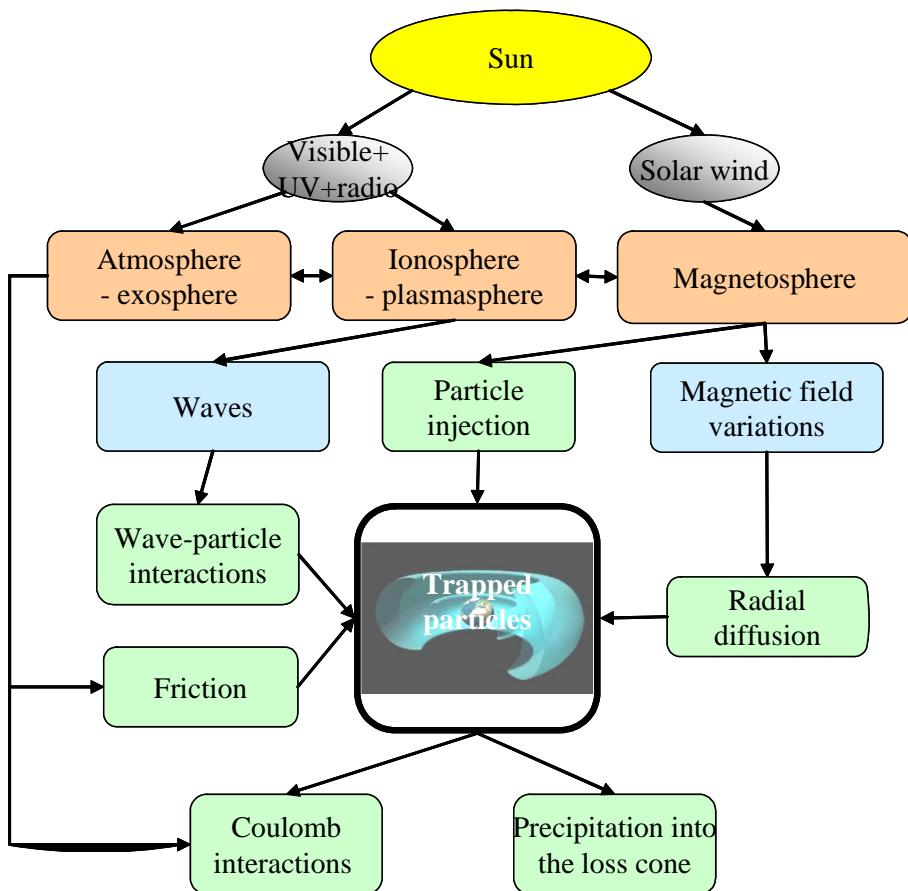 Sun
Visible+
UV+radio
Solar wind
Atmosphere
- exosphere
Ionosphere
- plasmasphere
Magnetosphere
Waves
Particle
injection
Magnetic field
variations
Wave-particle
interactions
Trapped
particles
Radial
diffusion
Friction
Coulomb
interactions
Precipitation into
the loss cone